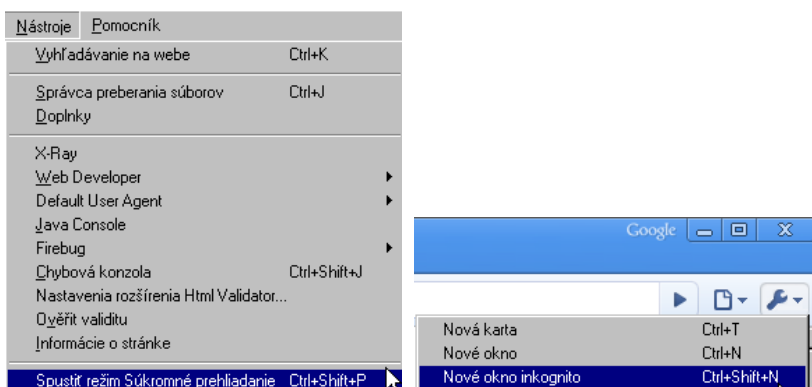 Nástroje Pomocník
Vyhľadávanie na webe Ctrl+K
Správca preberania súborov Ctrl+J
Doplnky
X-Ray
Web Developer
Default User Agent
Java Console
Firebug
Chybová konzola Ctrl+Shift+J
Nastavenia rozšírenia Html Validator...
Ověřit validitu
Informácie o stránke
Spustiť režim Súkromné prehliadanie Ctrl+Shift+P
Google
Nová karta Ctrl+T
Nové okno Ctrl+N
Nové okno inkognito Ctrl+Shift+N